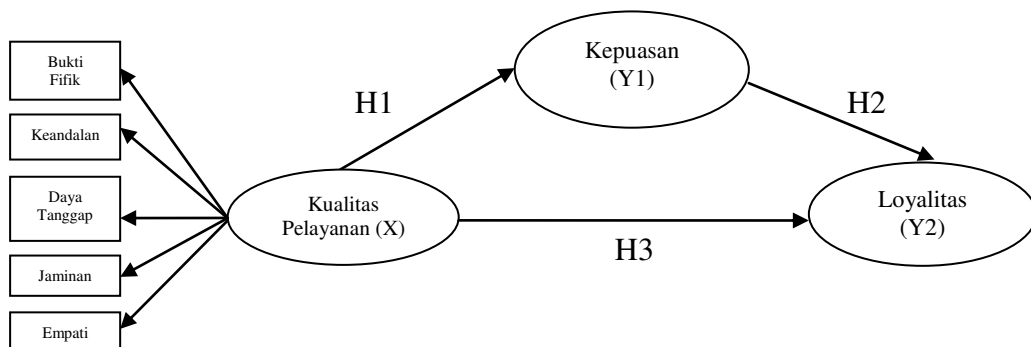 Bukti
Fifik
Keandalan
Daya
Tanggap
Jaminan
Empati
Kualitas
Pelayanan (X)
H1
Kepuasan
(Y1)
H2
H3
Loyalitas
(Y2)